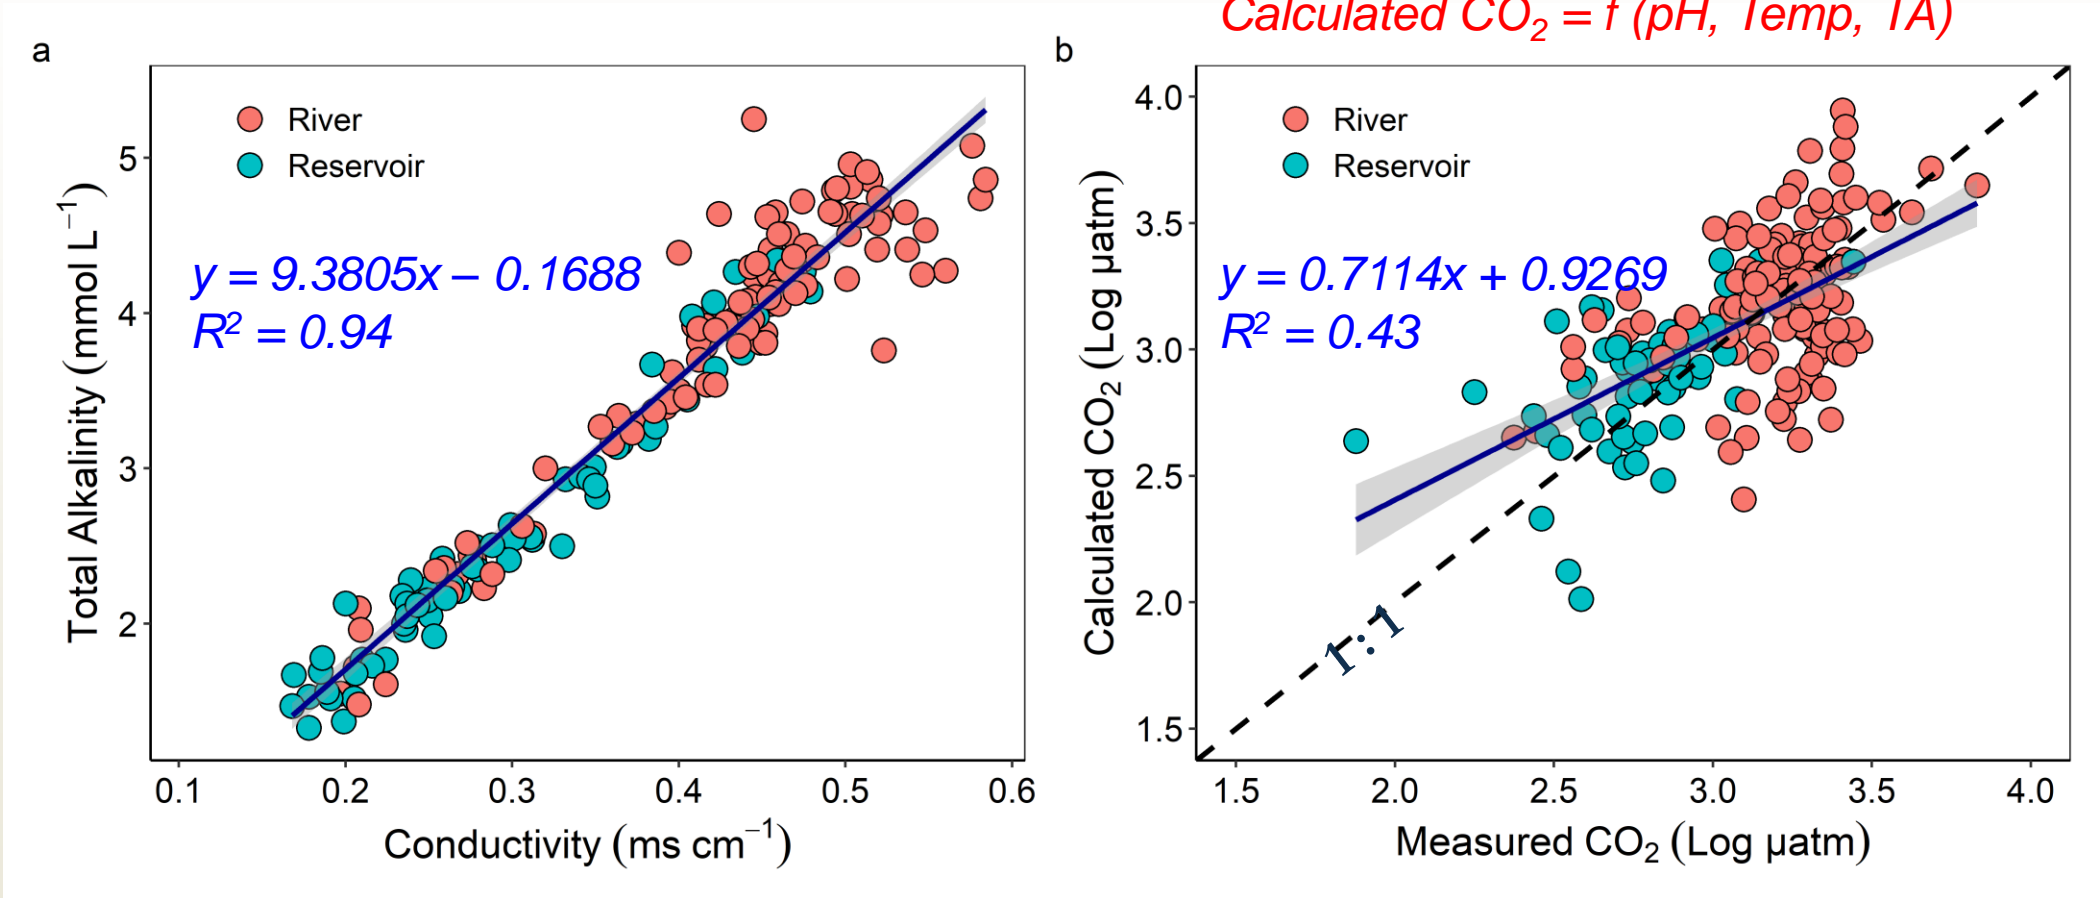 Calculated CO₂ = f (pH, Temp, TA)
a
River
Reservoir
y = 9.3805x – 0.1688
R² = 0.94
5
4
3
2
0.1 0.2 0.3 0.4 0.5 0.6
Total Alkalinity (mmol L⁻¹)
Conductivity (ms cm⁻¹)
b
River
Reservoir
y = 0.7114x + 0.9269
R² = 0.43
1:1
4.0
3.5
3.0
2.5
2.0
1.5
1.5 2.0 2.5 3.0 3.5 4.0
Calculated CO₂ (Log µatm)
Measured CO₂ (Log µatm)